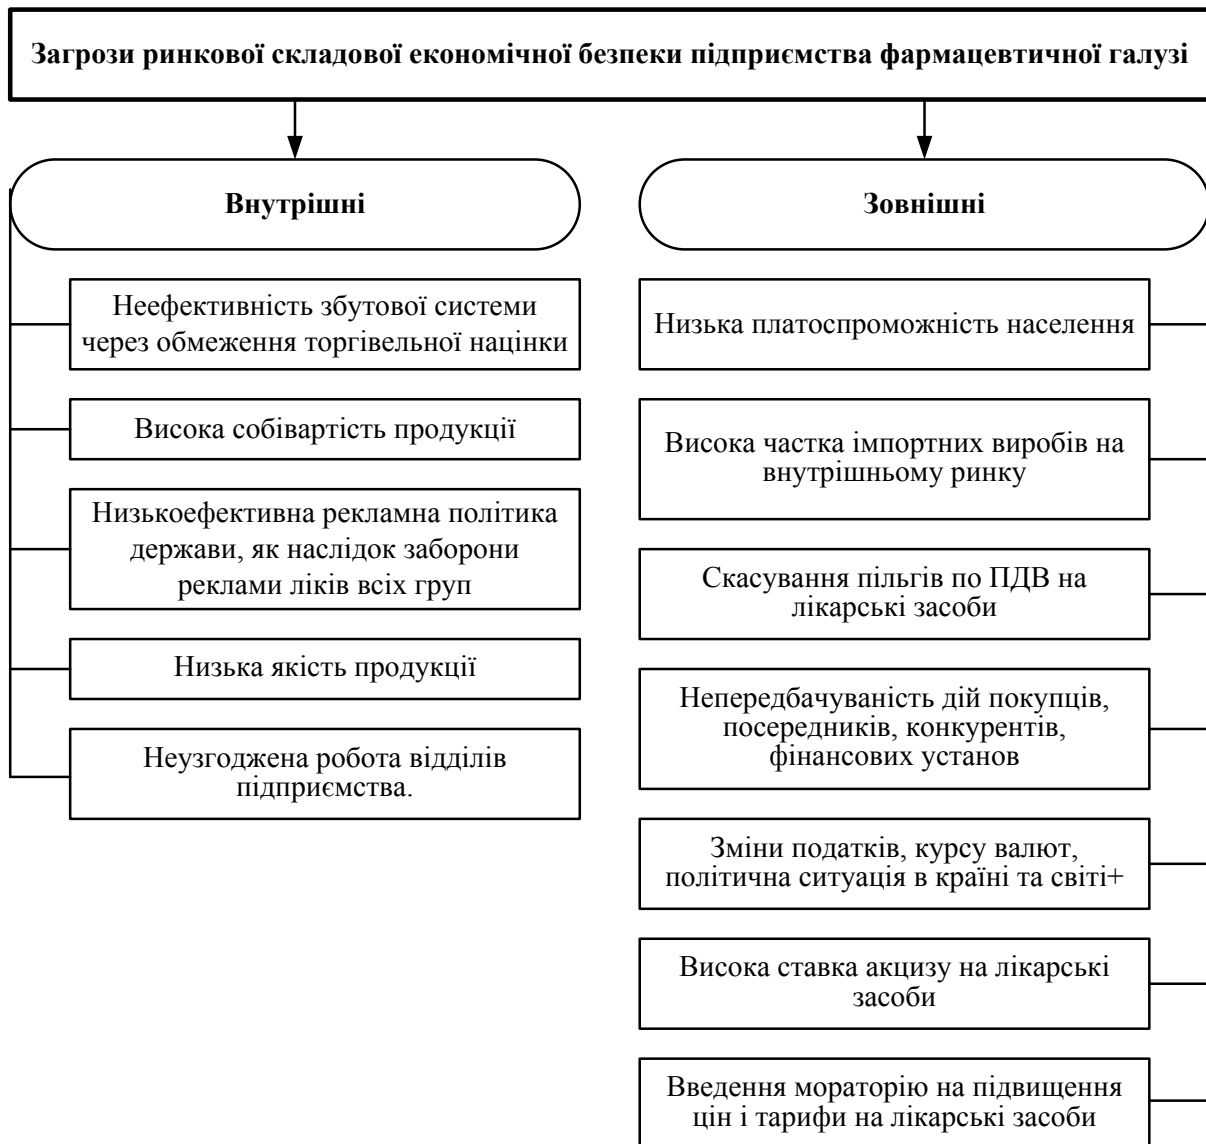 Загрози ринкової складової економічної безпеки підприємства фармацевтичної галузі
Внутрішні
Неефективність збутової системи
через обмеження торгівельної націнки
Висока собівартість продукції
Низькоефективна рекламна політика
держави, як наслідок заборони
реклами ліків всіх груп
Низька якість продукції
Неузгоджена робота відділів
підприємства.
Зовнішні
Низька платоспроможність населення
Висока частка імпортних виробів на
внутрішньому ринку
Скасування пільгів по ПДВ на
лікарські засоби
Непередбачуваність дій покупців,
посередників, конкурентів,
фінансових установ
Зміни податків, курсу валют,
політична ситуація в країні та світі+
Висока ставка акцизу на лікарські
засоби
Введення мораторію на підвищення
цін і тарифи на лікарські засоби